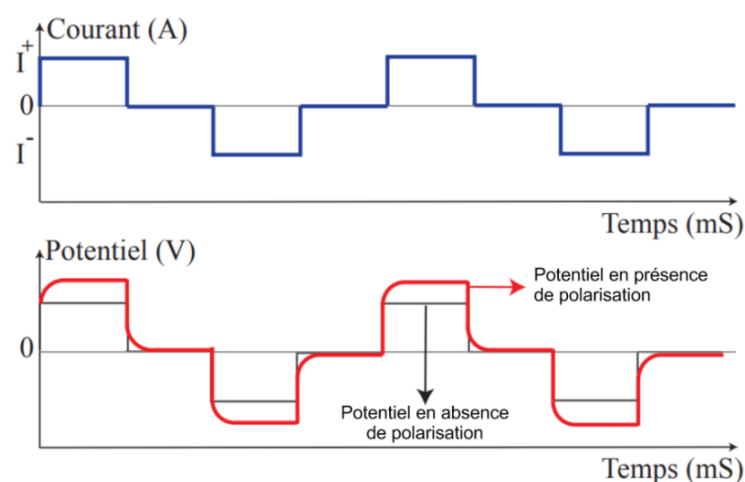 Courant (A)
I+
0
I-
Temps (mS)
Potentiel (V)
Potentiel en présence
de polarisation
0
Potentiel en absence
de polarisation
Temps (mS)